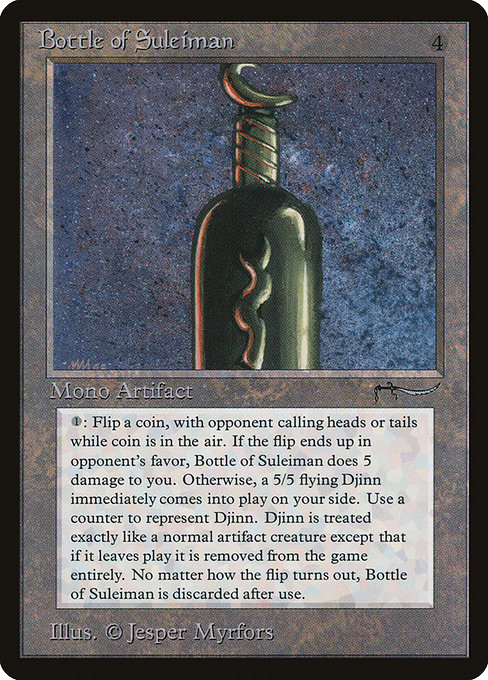 Bottle of Suleiman 4
Mono Artifact
①: Flip a coin, with opponent calling heads or tails
while coin is in the air. If the flip ends up in
opponent's favor, Bottle of Suleiman does 5
damage to you. Otherwise, a 5/5 flying Djinn
immediately comes into play on your side. Use a
counter to represent Djinn. Djinn is treated
exactly like a normal artifact creature except that
if it leaves play it is removed from the game
entirely. No matter how the flip turns out, Bottle
of Suleiman is discarded after use.
Illus. © Jesper Myrfors